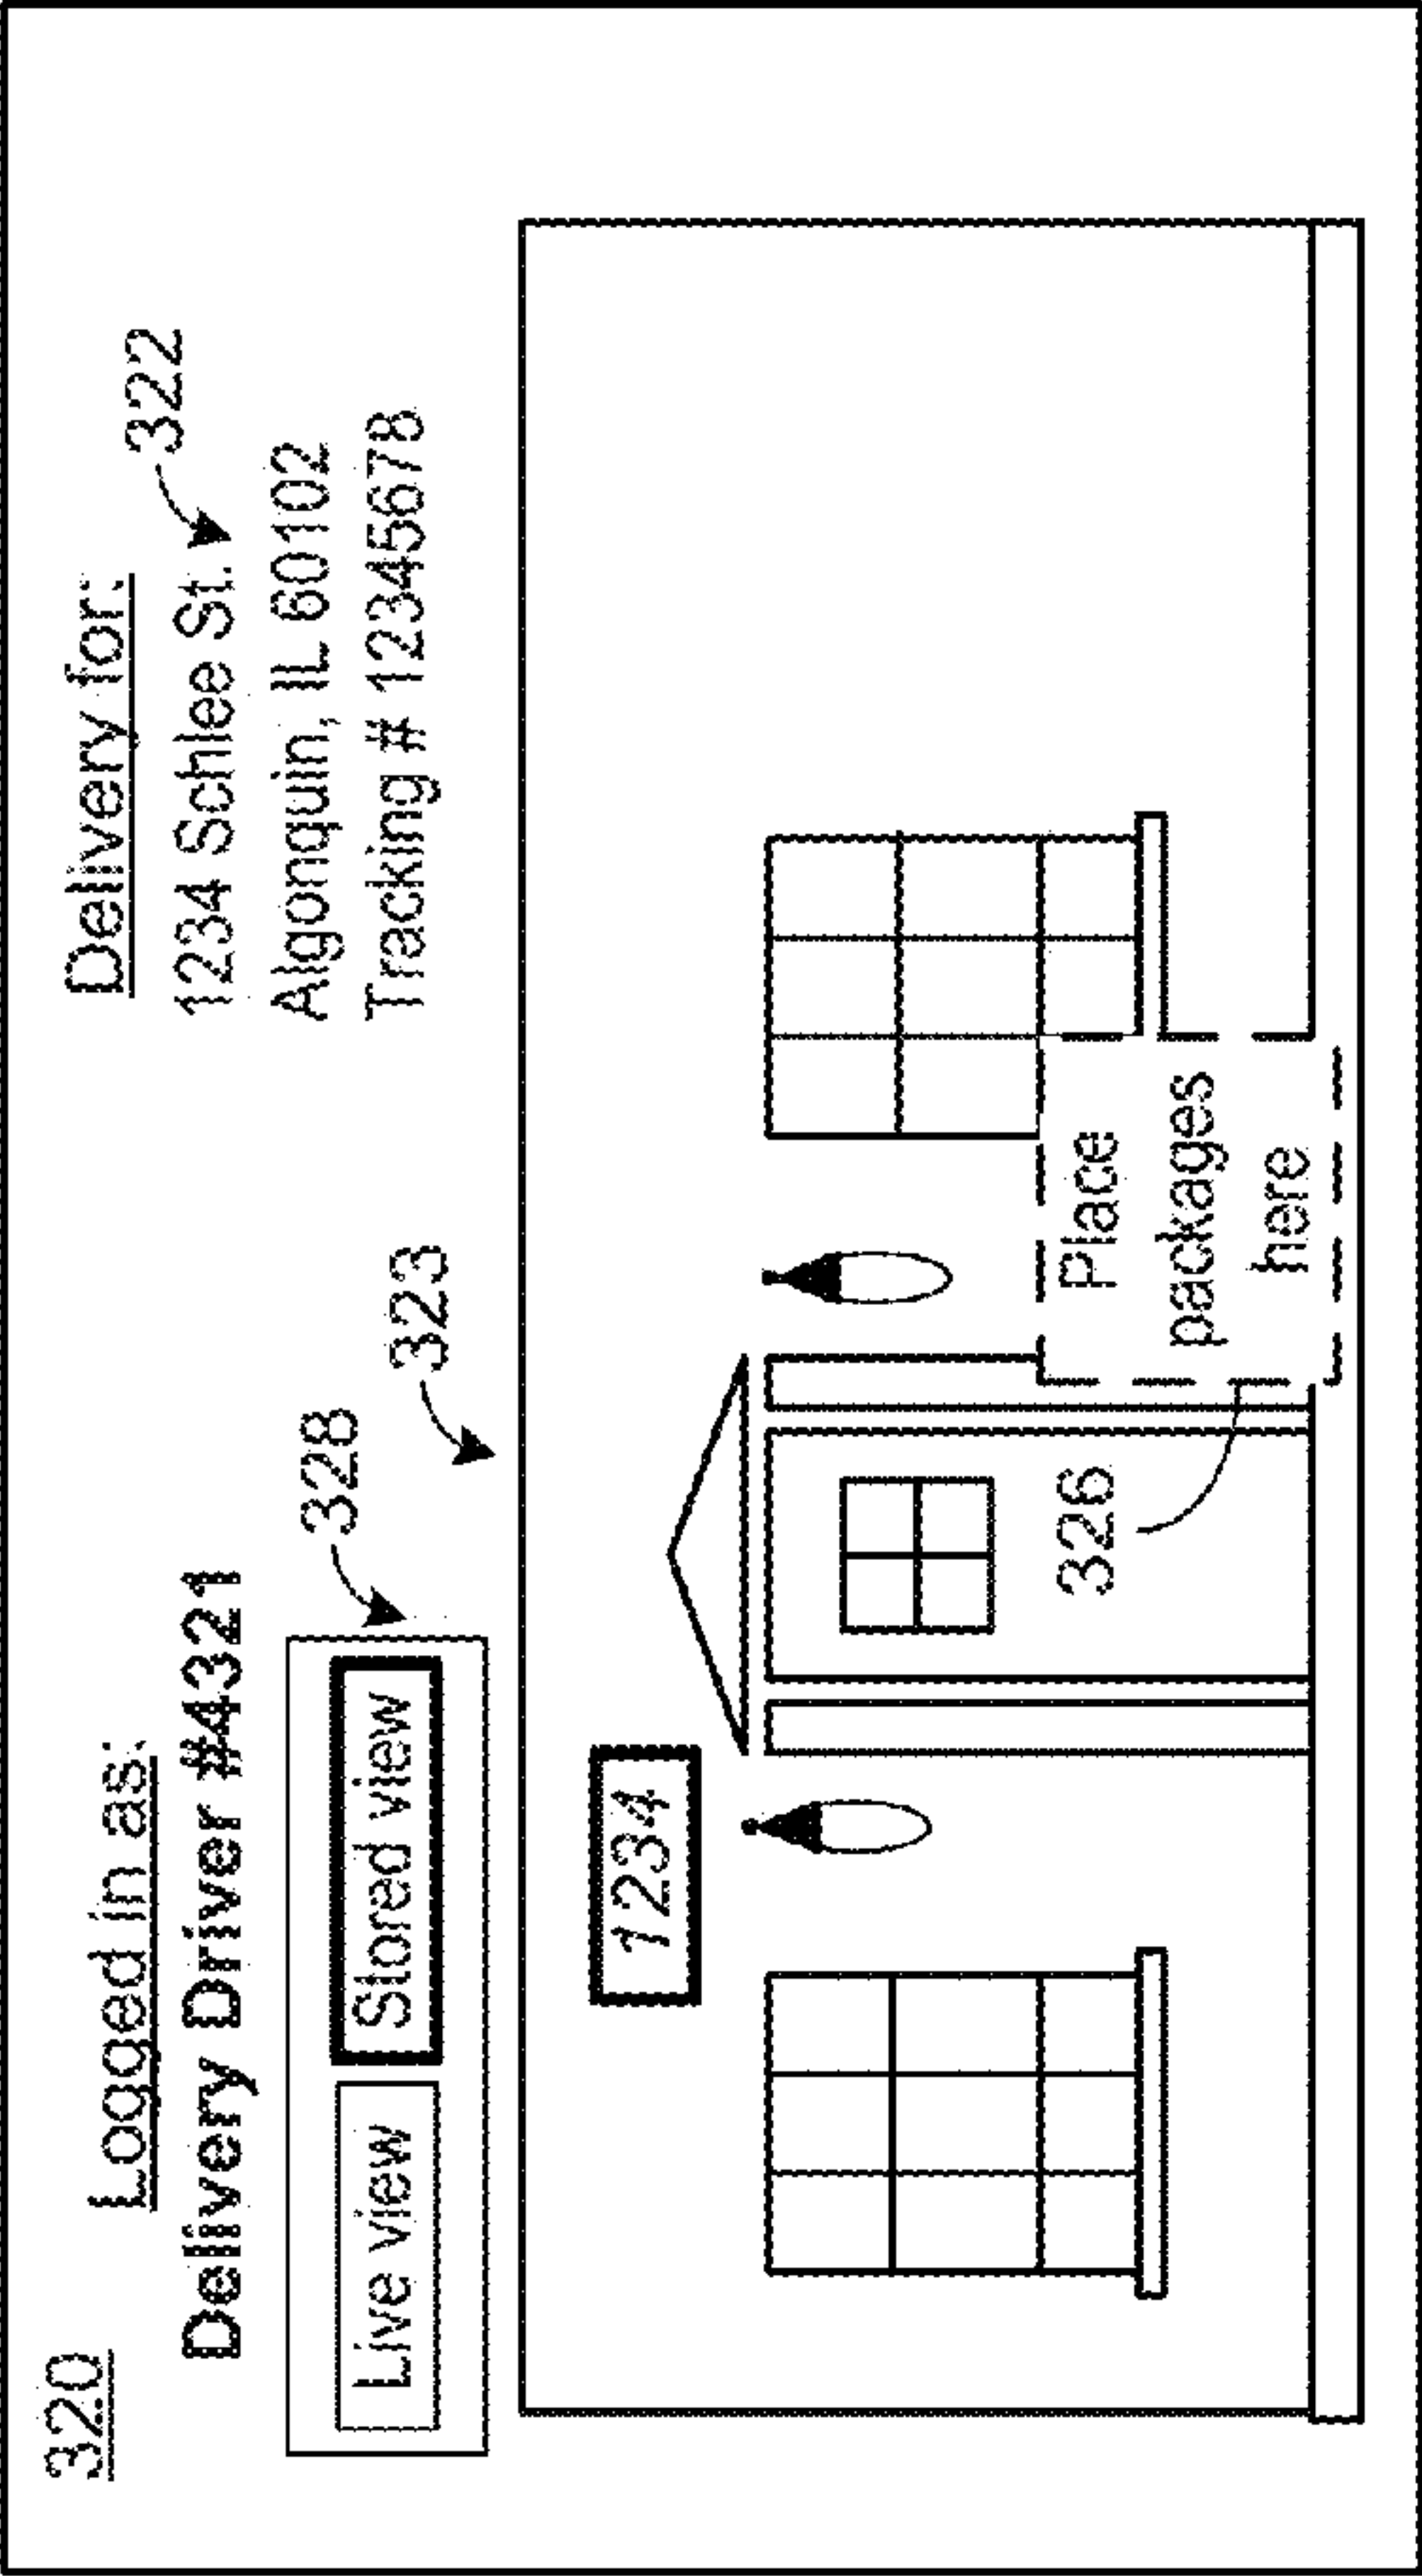 320
Logged in as:
Delivery Driver #4321
Delivery for:
1234 Schlee St.
322
Algonquin, IL 60102
Tracking # 12345678
Live view
Stored view
328
323
1234
326
Place
packages
here